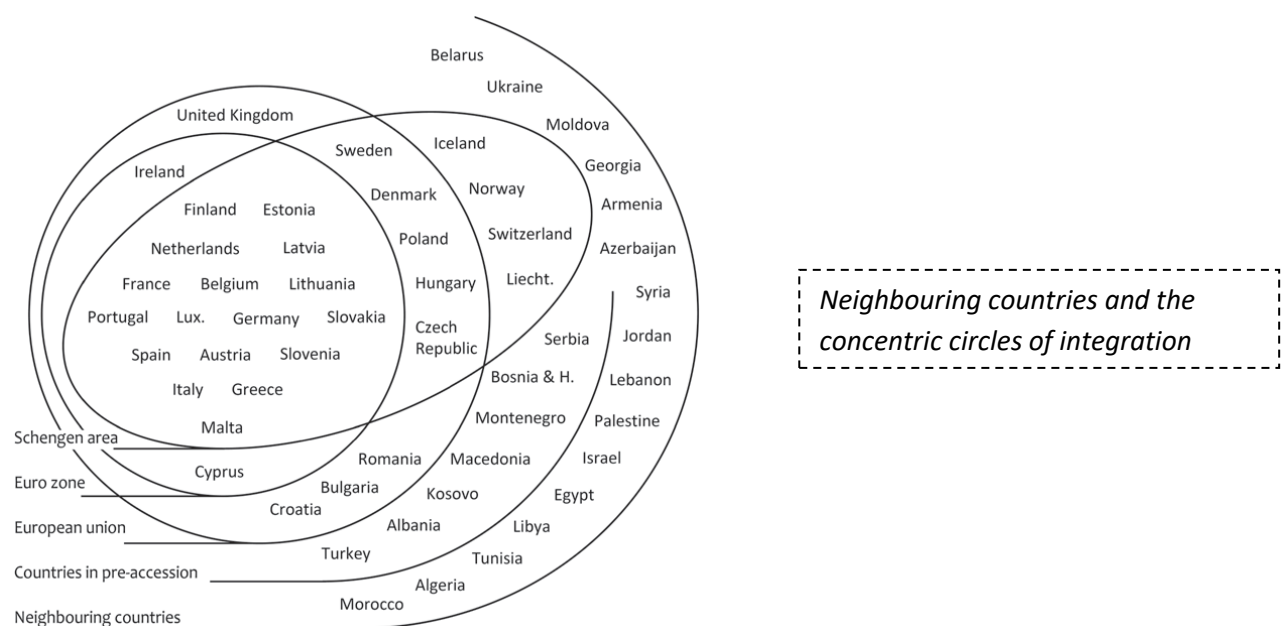 Belarus
Ukraine
United Kingdom
Moldova
Iceland
Sweden
Georgia
Ireland
Norway
Denmark
Armenia
Finland Estonia
Switzerland
Poland
Netherlands Latvia
Azerbaijan
Liecht.
France Belgium Lithuania
Hungary
Syria
Neighbouring countries and the
concentric circles of integration
Portugal Lux. Germany Slovakia
Czech
Republic
Serbia
Jordan
Spain Austria Slovenia
Bosnia & H.
Lebanon
Italy Greece
Montenegro
Palestine
Malta
Schengen area
Romania
Macedonia
Israel
Cyprus
Euro zone
Bulgaria
Kosovo
Egypt
Croatia
European union
Albania
Libya
Turkey
Tunisia
Countries in pre-accession
Algeria
Morocco
Neighbouring countries